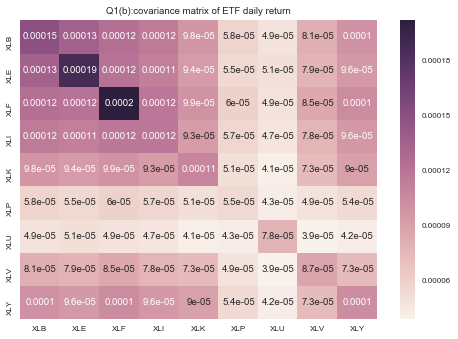 Q1(b):covariance matrix of ETF daily return
XLB 0.00015 0.00013 0.00012 0.00012 9.8e-05 5.8e-05 4.9e-05 8.1e-05 0.0001
XLE 0.00013 0.00019 0.00012 0.00011 9.4e-05 5.5e-05 5.1e-05 7.9e-05 9.6e-05
XLF 0.00012 0.00012 0.0002 0.00012 9.9e-05 6e-05 4.9e-05 8.5e-05 0.0001
XLI 0.00012 0.00011 0.00012 0.00012 9.3e-05 5.7e-05 4.7e-05 7.8e-05 9.6e-05
XLK 9.8e-05 9.4e-05 9.9e-05 9.3e-05 0.00011 5.1e-05 4.1e-05 7.3e-05 9e-05
XLP 5.8e-05 5.5e-05 6e-05 5.7e-05 5.1e-05 5.5e-05 4.3e-05 4.9e-05 5.4e-05
XLU 4.9e-05 5.1e-05 4.9e-05 4.7e-05 4.1e-05 4.3e-05 7.8e-05 3.9e-05 4.2e-05
XLV 8.1e-05 7.9e-05 8.5e-05 7.8e-05 7.3e-05 4.9e-05 3.9e-05 8.7e-05 7.3e-05
XLY 0.0001 9.6e-05 0.0001 9.6e-05 9e-05 5.4e-05 4.2e-05 7.3e-05 0.0001
XLB XLE XLF XLI XLK XLP XLU XLV XLY
0.00018
0.00015
0.00012
0.00009
0.00006